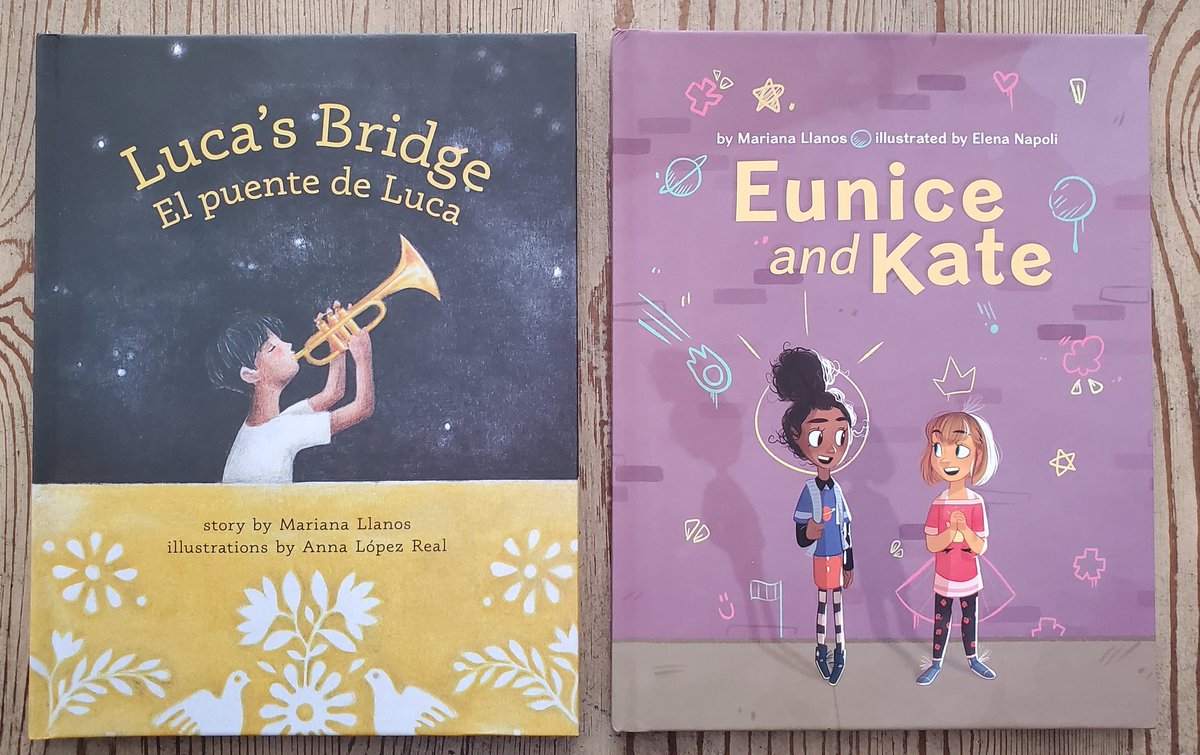 Luca's Bridge
El puente de Luca
story by Mariana Llanos
illustrations by Anna López Real
by Mariana Llanos illustrated by Elena Napoli
Eunice
and Kate